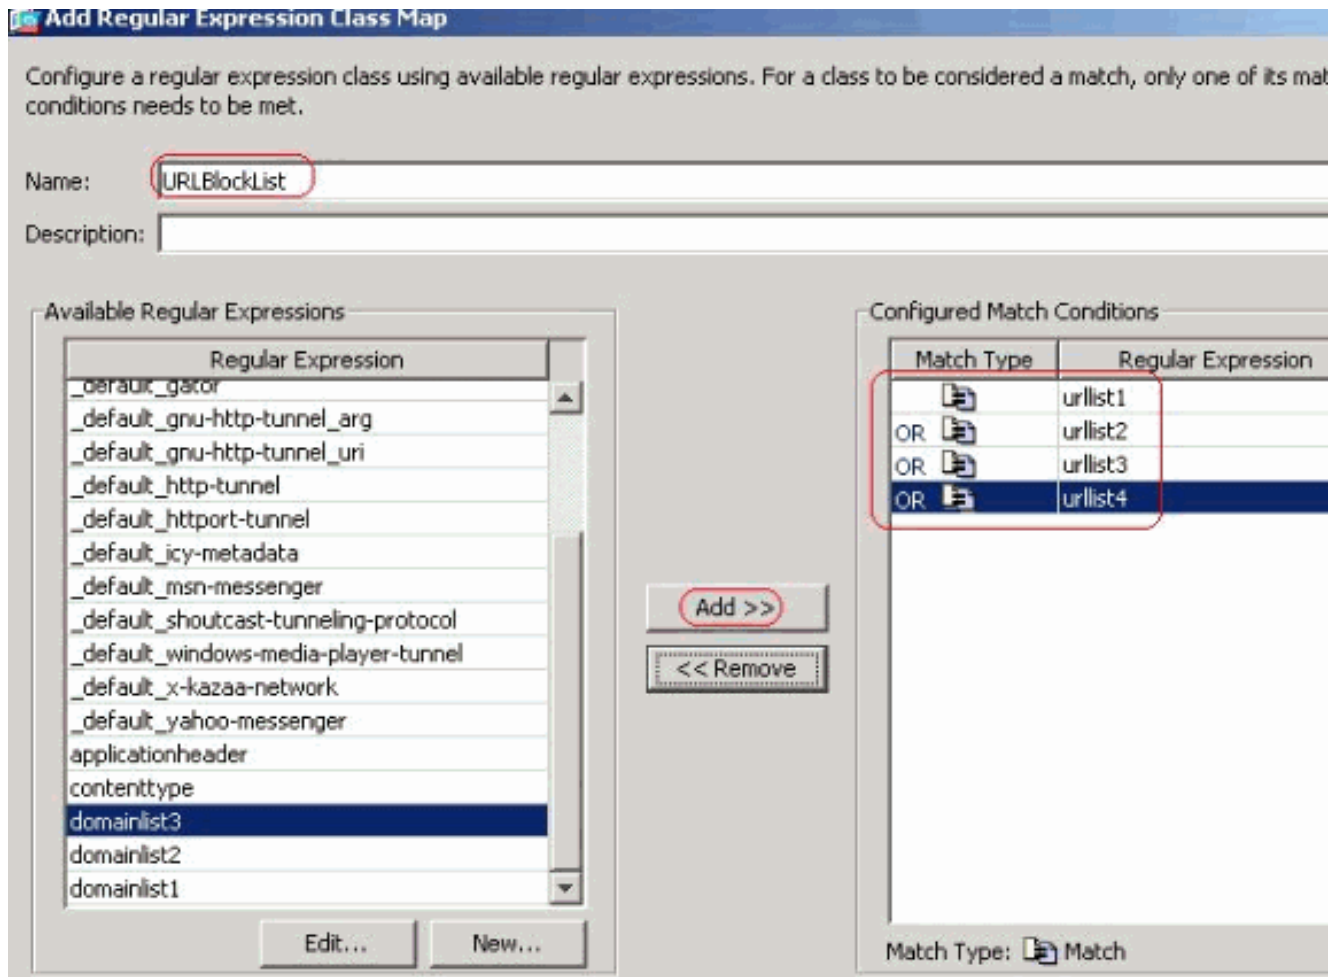 Add Regular Expression Class Map
Configure a regular expression class using available regular expressions. For a class to be considered a match, only one of its mat
conditions needs to be met.
Name: URLBlockList
Description:
Available Regular Expressions
Regular Expression
_default_gator
_default_gnu-http-tunnel_arg
_default_gnu-http-tunnel_uri
_default_http-tunnel
_default_httport-tunnel
_default_icy-metadata
_default_msn-messenger
_default_shoutcast-tunneling-protocol
_default_windows-media-player-tunnel
_default_x-kazaa-network
_default_yahoo-messenger
applicationheader
contenttype
domainlist3
domainlist2
domainlist1
Edit... New...
Add >>
<< Remove
Configured Match Conditions
Match Type Regular Expression
urllist1
OR urllist2
OR urllist3
OR urllist4
Match Type: Match